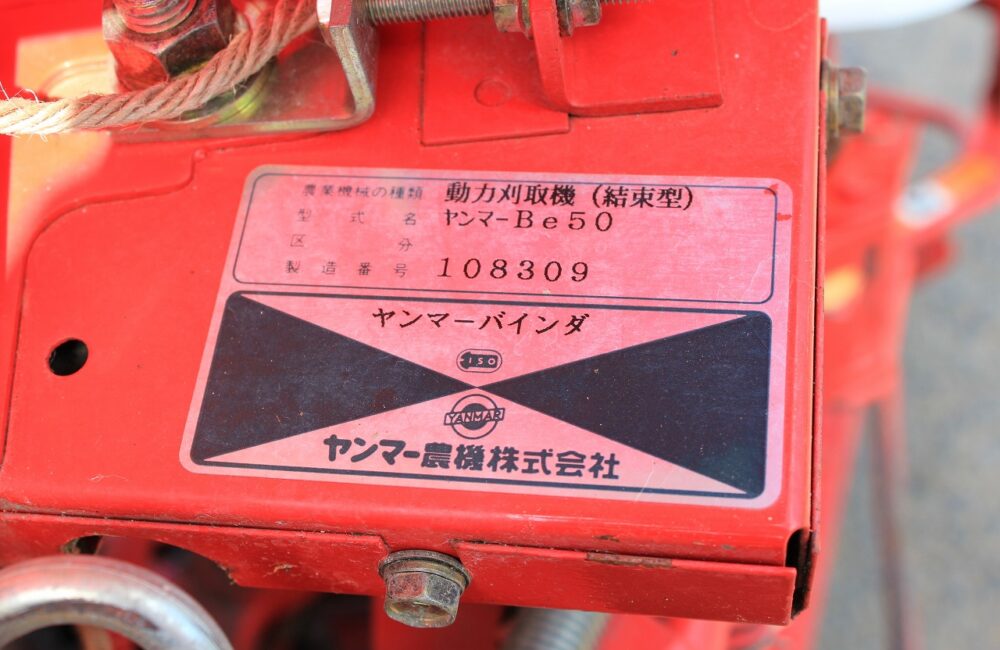 農業機械の種類 動力刈取機 (結束型)
型式名 ヤンマーBe50
区分
製造番号 108309
ヤンマーバインダ
ISO
YANMAR
ヤンマー農機株式会社